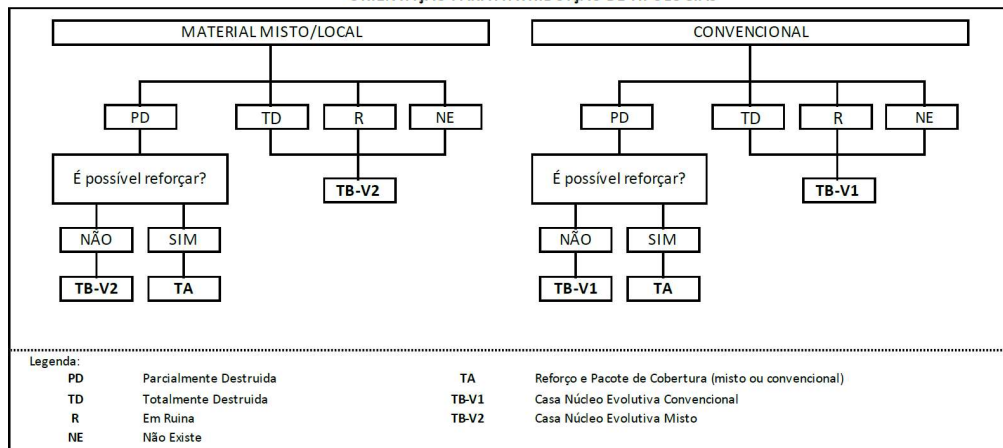 MATERIAL MISTO/LOCAL
CONVENCIONAL
PD
TD
R
NE
PD
TD
R
NE
É possível reforçar?
TB-V2
É possível reforçar?
TB-V1
NÃO
SIM
NÃO
SIM
TB-V2
TA
TB-V1
TA
Legenda:
PD Parcialmente Destruida
TA Reforço e Pacote de Cobertura (misto ou convencional)
TD Totalmente Destruida
TB-V1 Casa Núcleo Evolutiva Convencional
R Em Ruina
TB-V2 Casa Núcleo Evolutiva Misto
NE Não Existe